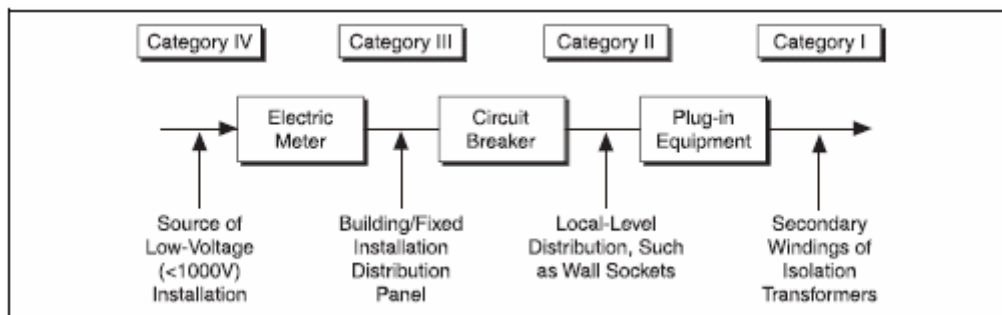 Category IV
Category III
Category II
Category I
Electric
Meter
Circuit
Breaker
Plug-in
Equipment
Source of
Low-Voltage
(<1000V)
Installation
Building/Fixed
Installation
Distribution
Panel
Local-Level
Distribution, Such
as Wall Sockets
Secondary
Windings of
Isolation
Transformers